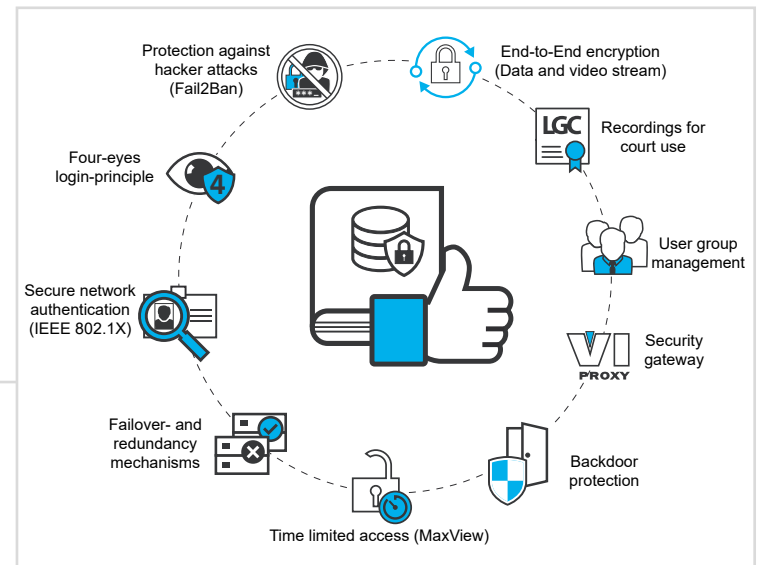 Protection against
hacker attacks
(Fail2Ban)
End-to-End encryption
(Data and video stream)
LGC
Recordings for
court use
Four-eyes
login-principle
4
User group
management
Secure network
authentication
(IEEE 802.1X)
VI
PROXY
Security
gateway
Failover- and
redundancy
mechanisms
Backdoor
protection
Time limited access (MaxView)